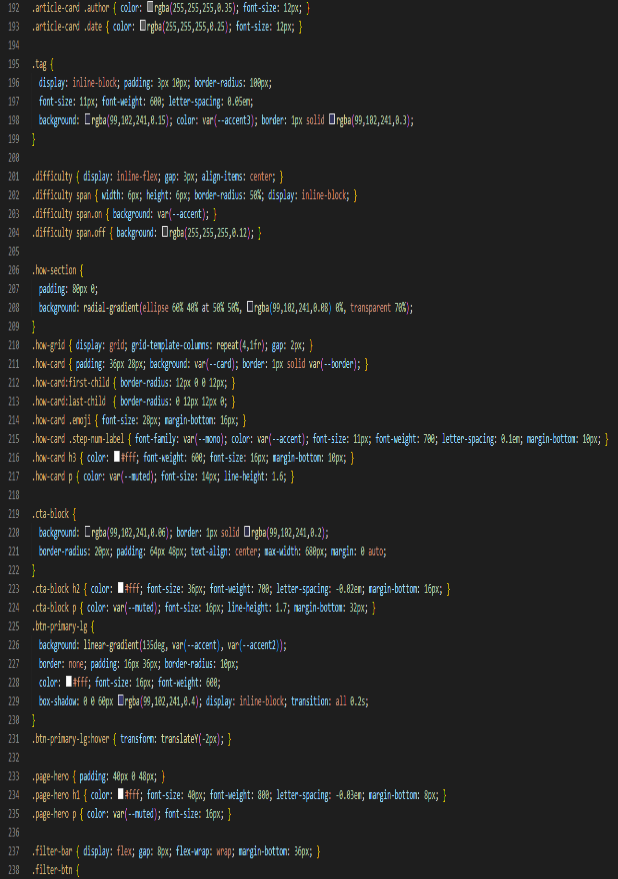 192 .article-card .author { color: rgba(255,255,255,0.35); font-size: 12px; }
193 .article-card .date { color: rgba(255,255,255,0.25); font-size: 12px; }
194
195 .tag {
196   display: inline-block; padding: 3px 10px; border-radius: 100px;
197   font-size: 11px; font-weight: 600; letter-spacing: 0.05em;
198   background: rgba(99,102,241,0.15); color: var(--accent3); border: 1px solid rgba(99,102,241,0.3);
199 }
200
201 .difficulty { display: inline-flex; gap: 3px; align-items: center; }
202 .difficulty span { width: 6px; height: 6px; border-radius: 50%; display: inline-block; }
203 .difficulty span.on { background: var(--accent); }
204 .difficulty span.off { background: rgba(255,255,255,0.12); }
205
206 .how-section {
207   padding: 80px 0;
208   background: radial-gradient(ellipse 60% 40% at 50% 50%, rgba(99,102,241,0.08) 0%, transparent 70%);
209 }
210 .how-grid { display: grid; grid-template-columns: repeat(4,1fr); gap: 2px; }
211 .how-card { padding: 36px 28px; background: var(--card); border: 1px solid var(--border); }
212 .how-card:first-child { border-radius: 12px 0 0 12px; }
213 .how-card:last-child  { border-radius: 0 12px 12px 0; }
214 .how-card .emoji { font-size: 28px; margin-bottom: 16px; }
215 .how-card .step-num-label { font-family: var(--mono); color: var(--accent); font-size: 11px; font-weight: 700; letter-spacing: 0.1em; margin-bottom: 10px; }
216 .how-card h3 { color: #fff; font-weight: 600; font-size: 16px; margin-bottom: 10px; }
217 .how-card p { color: var(--muted); font-size: 14px; line-height: 1.6; }
218
219 .cta-block {
220   background: rgba(99,102,241,0.06); border: 1px solid rgba(99,102,241,0.2);
221   border-radius: 20px; padding: 64px 48px; text-align: center; max-width: 680px; margin: 0 auto;
222 }
223 .cta-block h2 { color: #fff; font-size: 36px; font-weight: 700; letter-spacing: -0.02em; margin-bottom: 16px; }
224 .cta-block p { color: var(--muted); font-size: 16px; line-height: 1.7; margin-bottom: 32px; }
225 .btn-primary-lg {
226   background: linear-gradient(135deg, var(--accent), var(--accent2));
227   border: none; padding: 16px 36px; border-radius: 10px;
228   color: #fff; font-size: 16px; font-weight: 600;
229   box-shadow: 0 0 60px rgba(99,102,241,0.4); display: inline-block; transition: all 0.2s;
230 }
231 .btn-primary-lg:hover { transform: translateY(-2px); }
232
233 .page-hero { padding: 40px 0 48px; }
234 .page-hero h1 { color: #fff; font-size: 40px; font-weight: 800; letter-spacing: -0.03em; margin-bottom: 8px; }
235 .page-hero p { color: var(--muted); font-size: 16px; }
236
237 .filter-bar { display: flex; gap: 8px; flex-wrap: wrap; margin-bottom: 36px; }
238 .filter-btn {